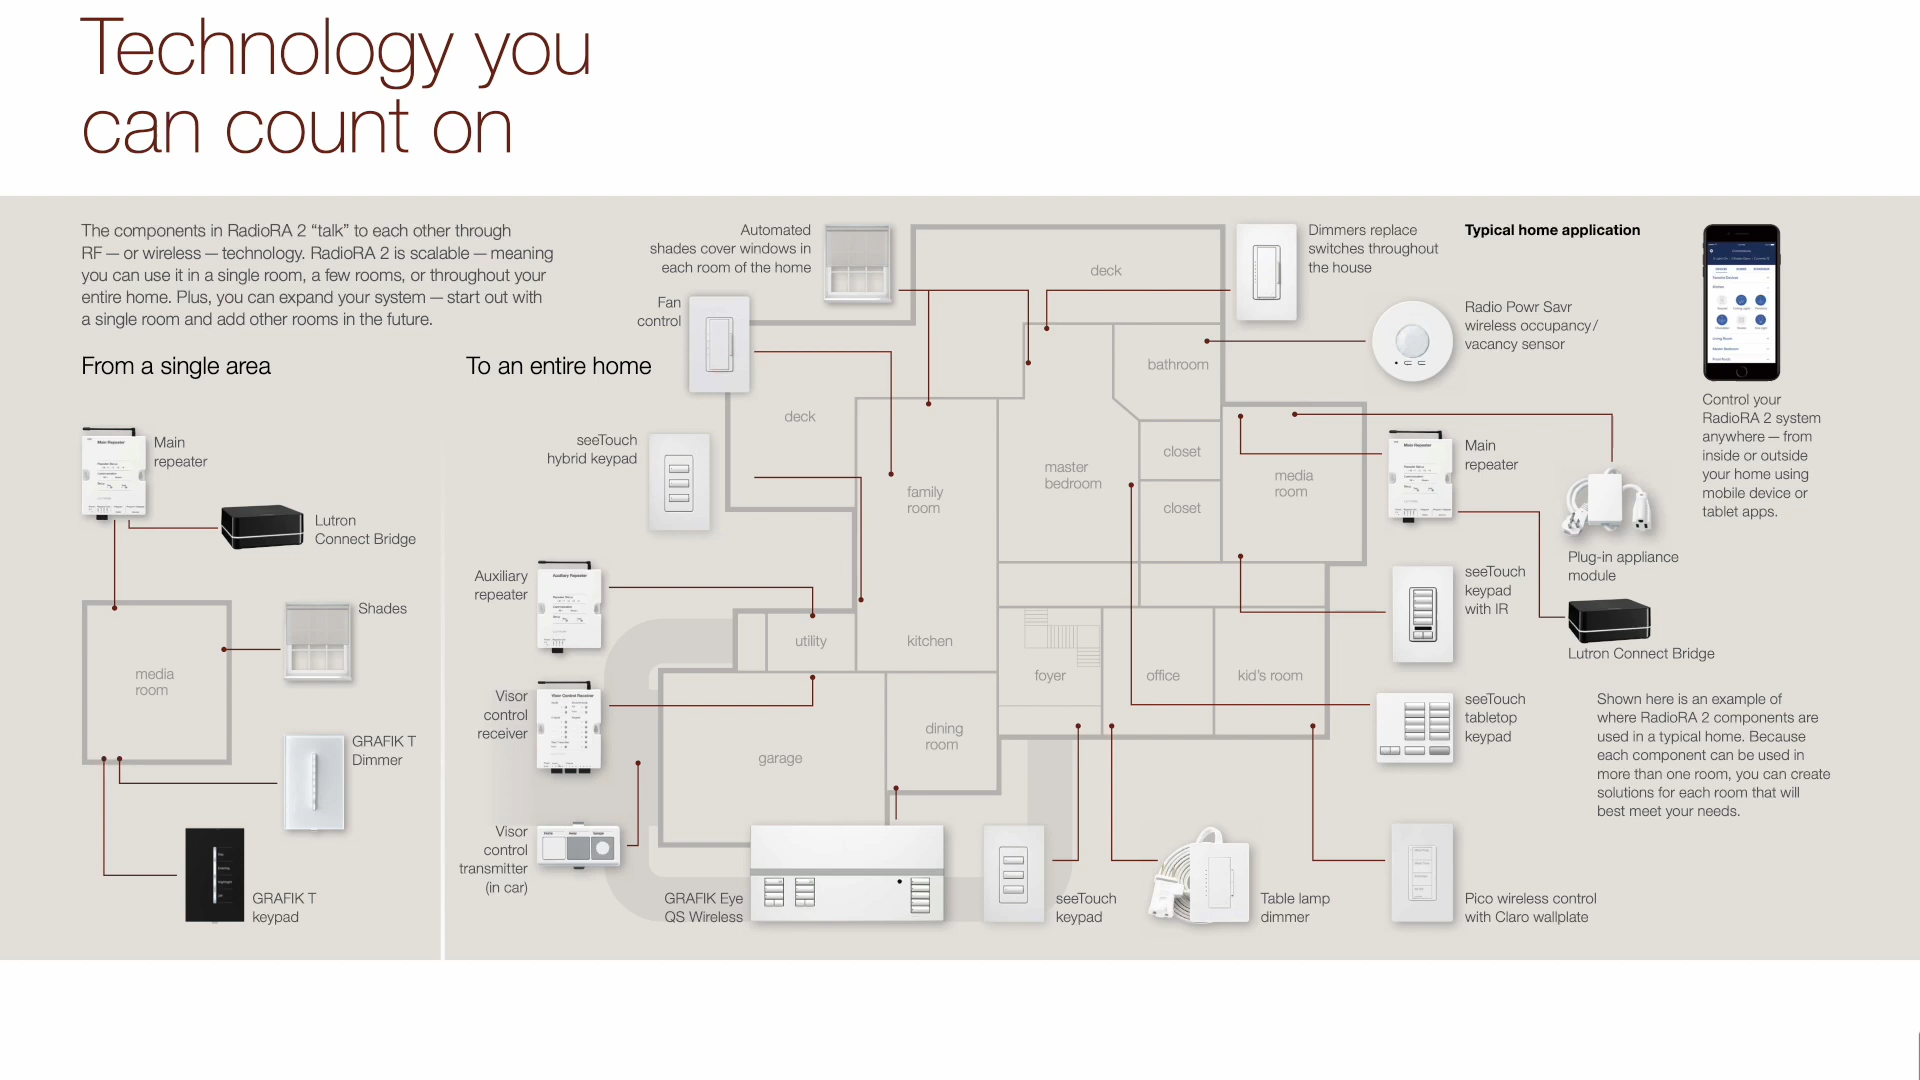 Technology you
can count on
The components in RadioRA 2 “talk” to each other through
RF — or wireless — technology. RadioRA 2 is scalable — meaning
you can use it in a single room, a few rooms, or throughout your
entire home. Plus, you can expand your system — start out with
a single room and add other rooms in the future.
From a single area
Main
repeater
Main Repeater
Lutron
Connect Bridge
Shades
media
room
GRAFIK T
Dimmer
GRAFIK T
keypad
To an entire home
Automated
shades cover windows in
each room of the home
Fan
control
seeTouch
hybrid keypad
Auxiliary
repeater
Auxiliary Repeater
Visor
control
receiver
Visor Control Receiver
Visor
control
transmitter
(in car)
GRAFIK Eye
QS Wireless
seeTouch
keypad
Table lamp
dimmer
Pico wireless control
with Claro wallplate
deck
deck
bathroom
closet
closet
master
bedroom
media
room
family
room
utility
kitchen
foyer
office
kid’s room
dining
room
garage
Dimmers replace
switches throughout
the house
Typical home application
Radio Powr Savr
wireless occupancy/
vacancy sensor
Main
repeater
Main Repeater
Plug-in appliance
module
seeTouch
keypad
with IR
Lutron Connect Bridge
seeTouch
tabletop
keypad
Control your
RadioRA 2 system
anywhere — from
inside or outside
your home using
mobile device or
tablet apps.
Shown here is an example of
where RadioRA 2 components are
used in a typical home. Because
each component can be used in
more than one room, you can create
solutions for each room that will
best meet your needs.